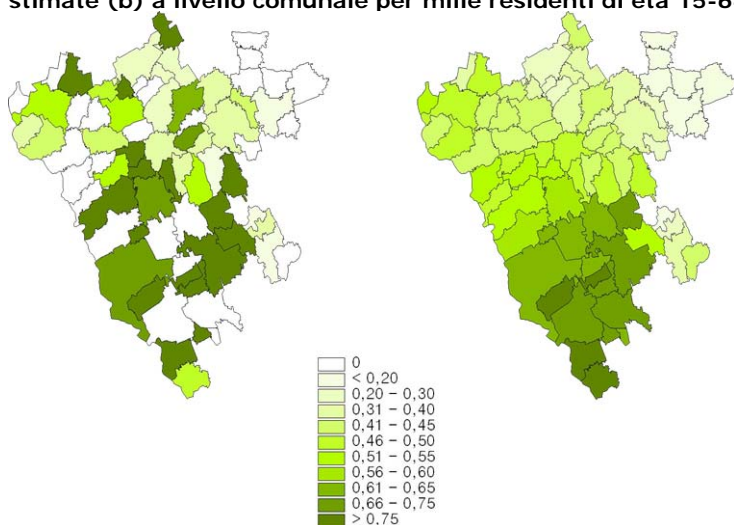 stimate (b) a livello comunale per mille residenti di età 15-6
0
< 0,20
0,20 – 0,30
0,31 – 0,40
0,41 – 0,45
0,46 – 0,50
0,51 – 0,55
0,56 – 0,60
0,61 – 0,65
0,66 – 0,75
> 0,75